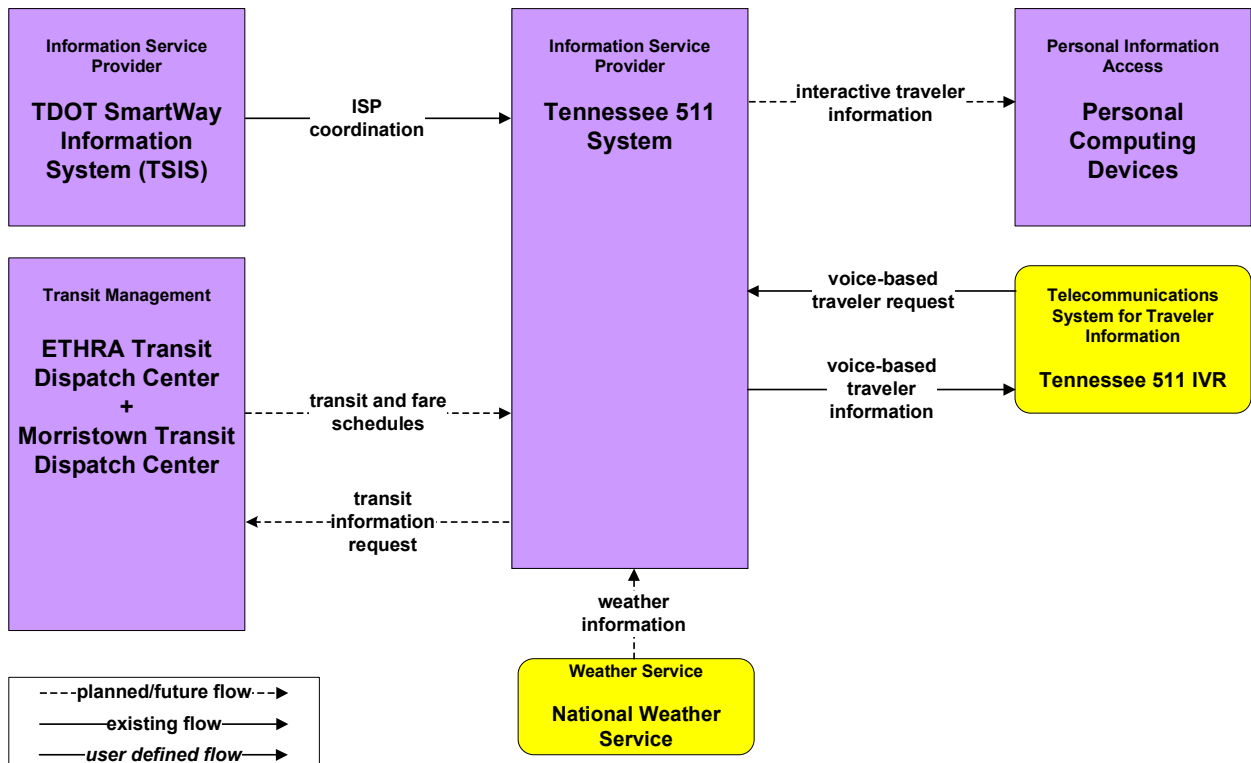 Information Service
Provider
TDOT SmartWay
Information
System (TSIS)
ISP
coordination
Information Service
Provider
Tennessee 511
System
interactive traveler
information
Personal Information
Access
Personal
Computing
Devices
Transit Management
ETHRA Transit
Dispatch Center
+
Morristown Transit
Dispatch Center
transit and fare
schedules
transit
information
request
voice-based
traveler request
voice-based
traveler
information
Telecommunications
System for Traveler
Information
Tennessee 511 IVR
weather
information
Weather Service
National Weather
Service
planned/future flow
existing flow
user defined flow